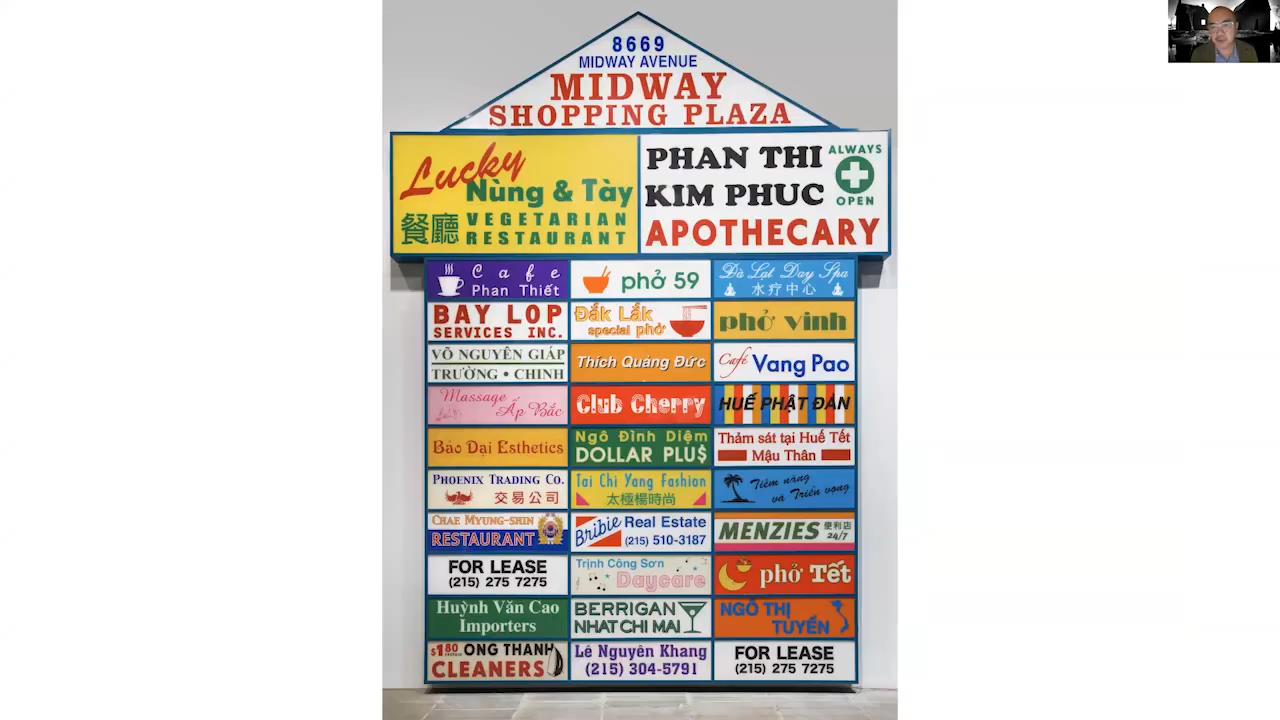 8669
MIDWAY AVENUE
MIDWAY
SHOPPING PLAZA
Lucky
Nùng & Tày
餐廳
VEGETARIAN
RESTAURANT
PHAN THI
KIM PHUC
APOTHECARY
ALWAYS
OPEN
Cafe
Phan Thiết
phở 59
Đà Lạt Day Spa
水疗中心
BAY LOP
SERVICES INC.
Đắk Lắk
special phở
phở vinh
VÕ NGUYÊN GIÁP
TRƯỜNG • CHINH
Thích Quảng Đức
Café Vang Pao
Massage
Ấp Bắc
Club Cherry
HUẾ PHẬT ĐẢN
Bảo Đại Esthetics
Ngô Đình Diệm
DOLLAR PLU$
Thảm sát tại Huế Tết
Mậu Thân
PHOENIX TRADING CO.
交易公司
Tai Chi Yang Fashion
太極楊時尚
Tiềm năng
và Triển vọng
CHAE MYUNG-SHIN
RESTAURANT
Bribie Real Estate
(215) 510-3187
MENZIES
便利店
24/7
FOR LEASE
(215) 275 7275
Trịnh Công Sơn
Daycare
phở Tết
Huỳnh Văn Cao
Importers
BERRIGAN
NHAT CHI MAI
NGÔ THỊ
TUYỂN
$1.80
ONG THANH
CLEANERS
Lê Nguyên Khang
(215) 304-5791
FOR LEASE
(215) 275 7275